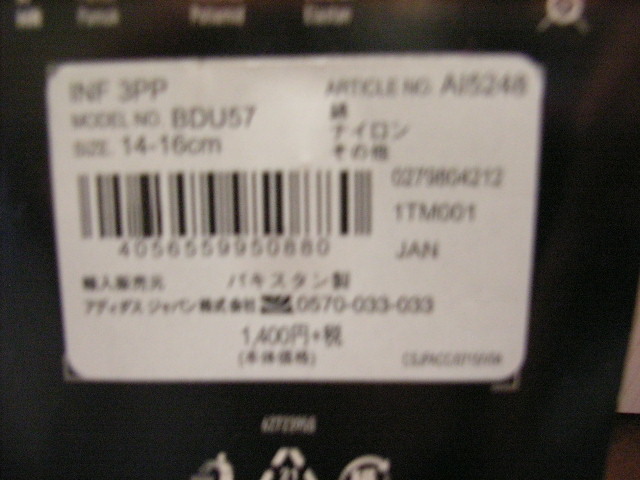 INF 3PP
ARTICLE NO. AI5248
MODEL NO. BDU57
綿
ナイロン
その他
SIZE. 14-16cm
0279804212
1TM001
4056559950880
JAN
輸入販売元 パキスタン製
アディダス ジャパン株式会社 0570-033-033
1,400円+税
(本体価格)
21